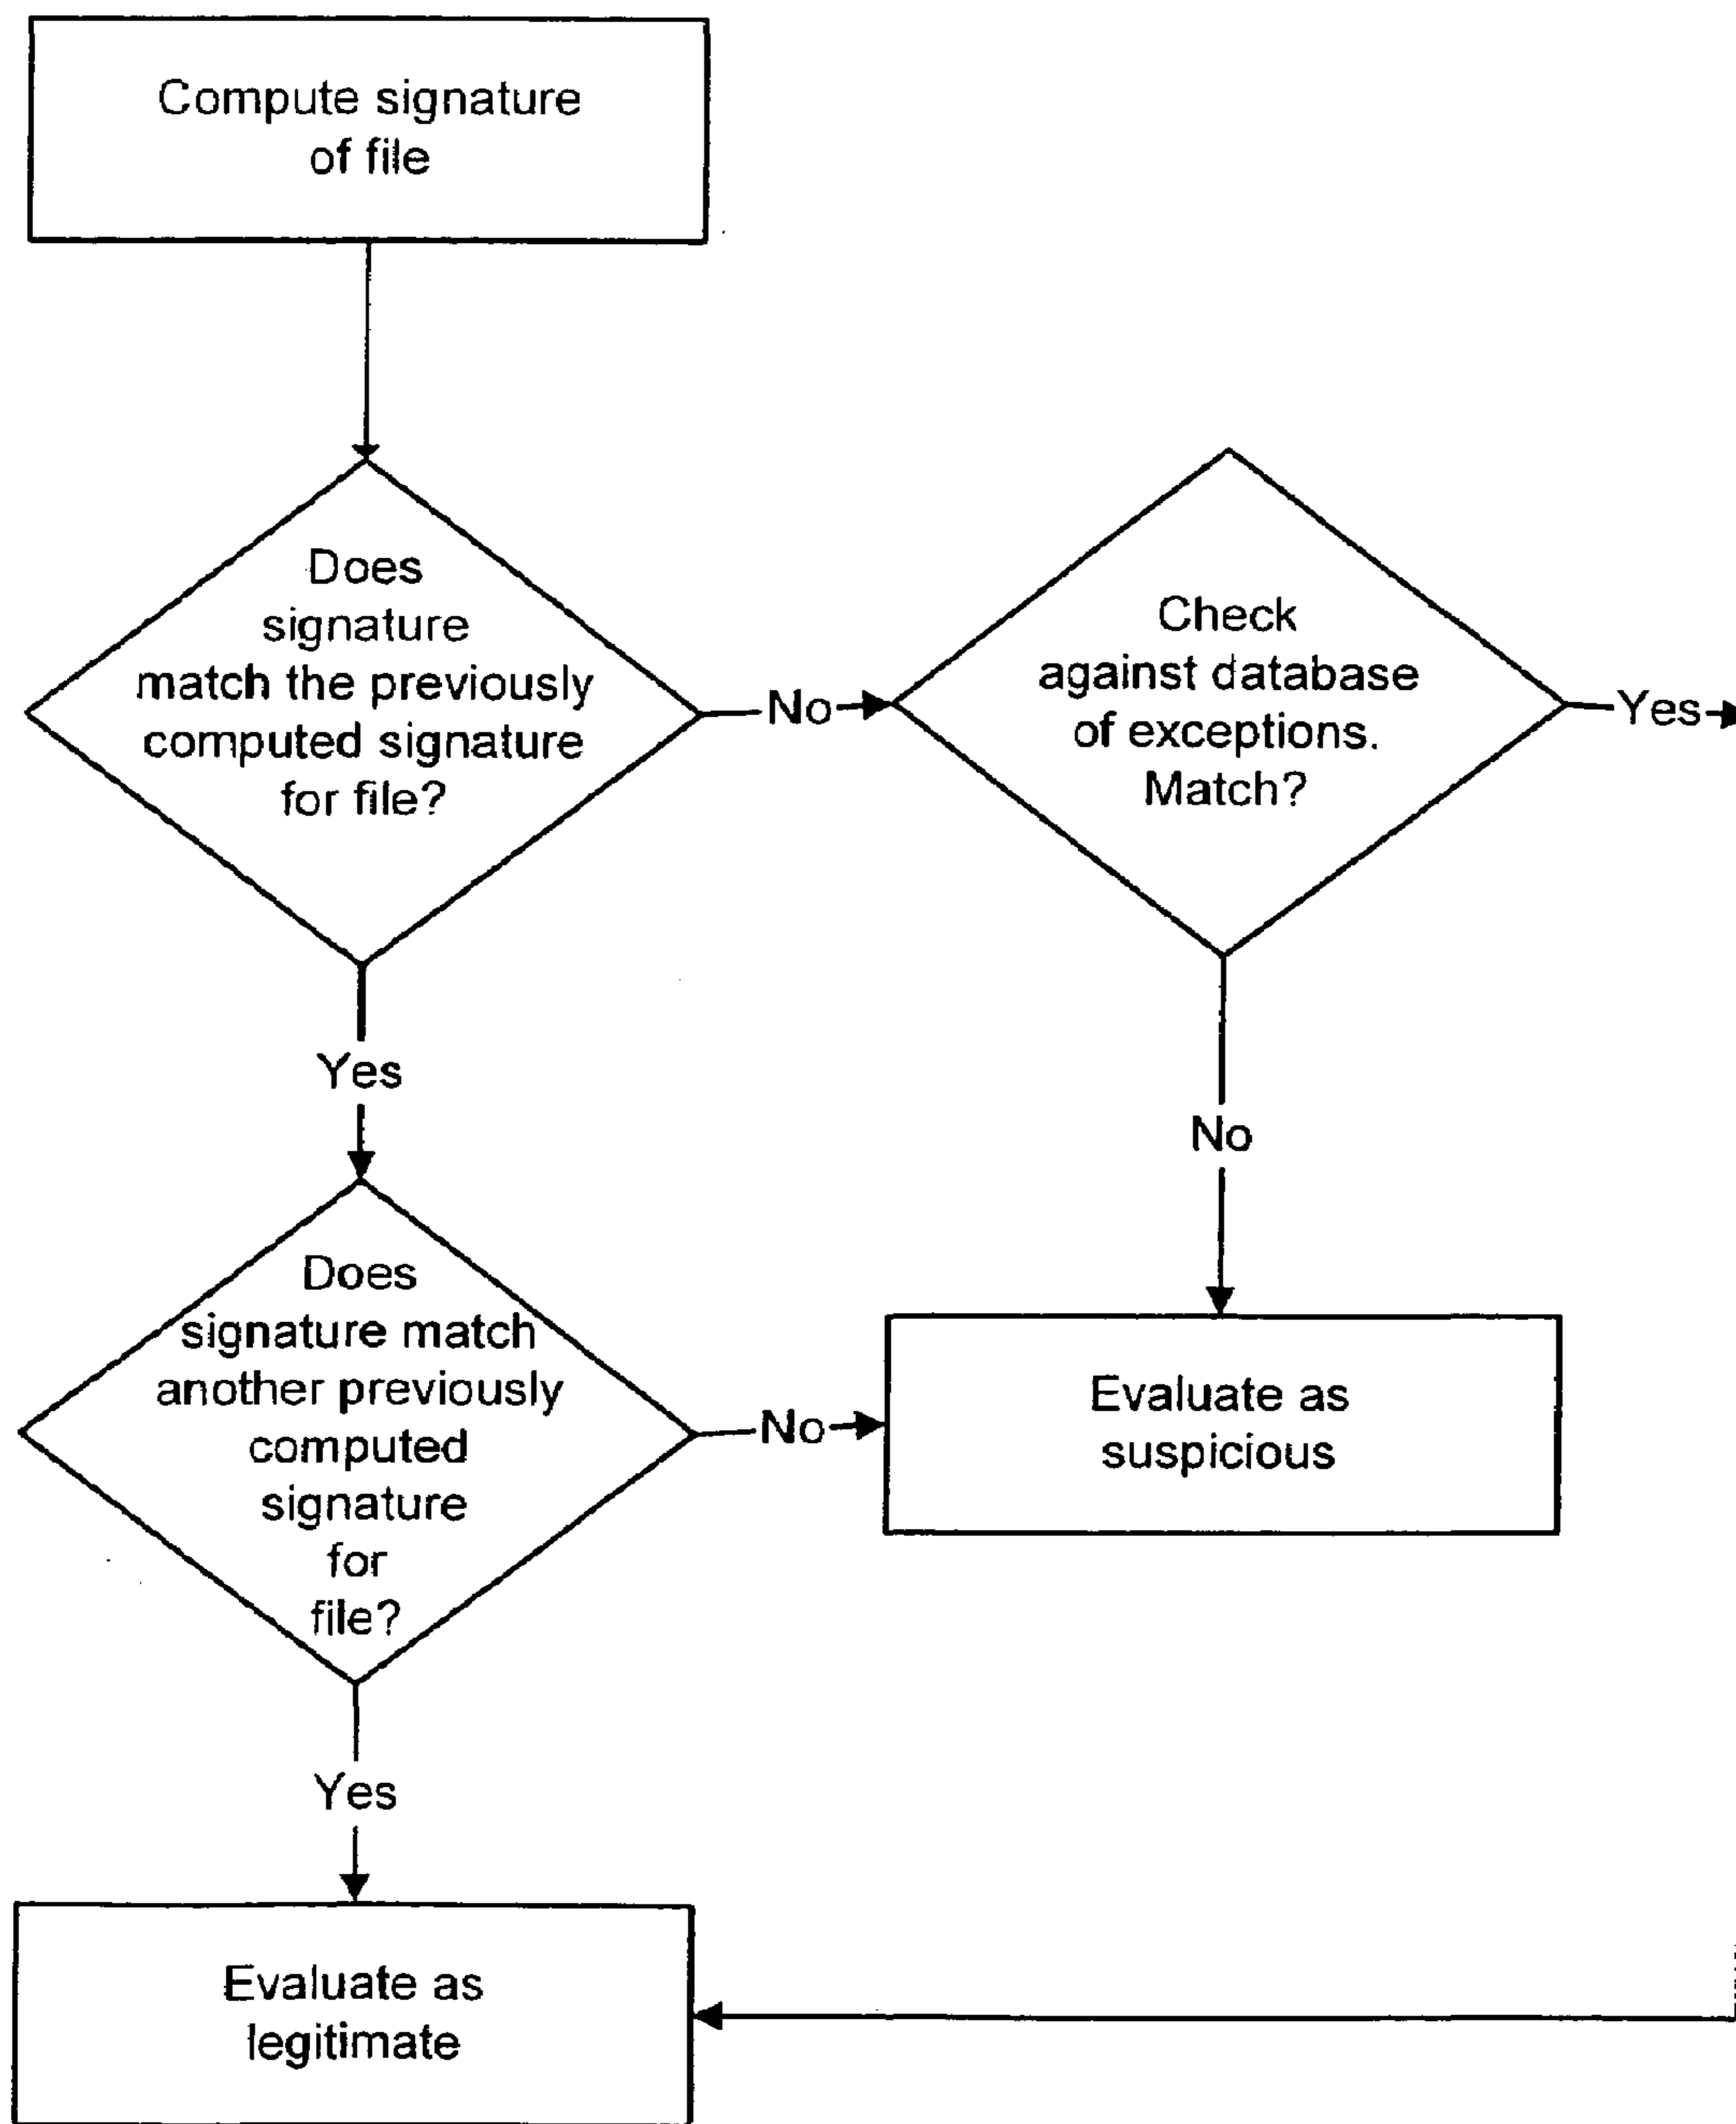 Compute signature
of file
Does
signature
match the previously
computed signature
for file?
No
Check
against database
of exceptions.
Match?
Yes
Yes
No
Does
signature match
another previously
computed
signature
for
file?
No
Evaluate as
suspicious
Yes
Evaluate as
legitimate